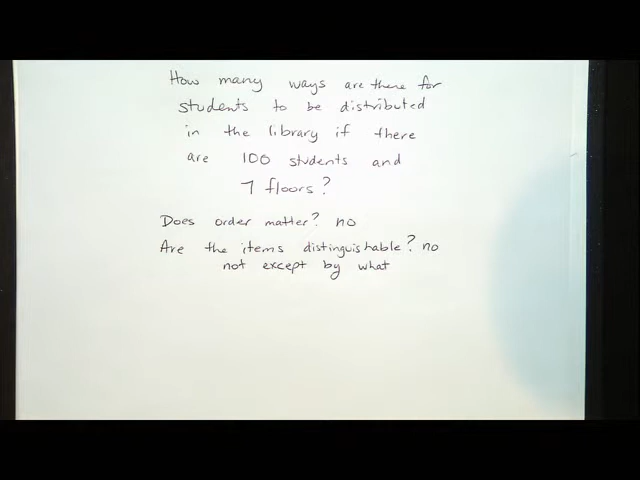 How many ways are there for
students to be distributed
in the library if there
are 100 students and
7 floors?
Does order matter? no
Are the items distinguishable? no
not except by what